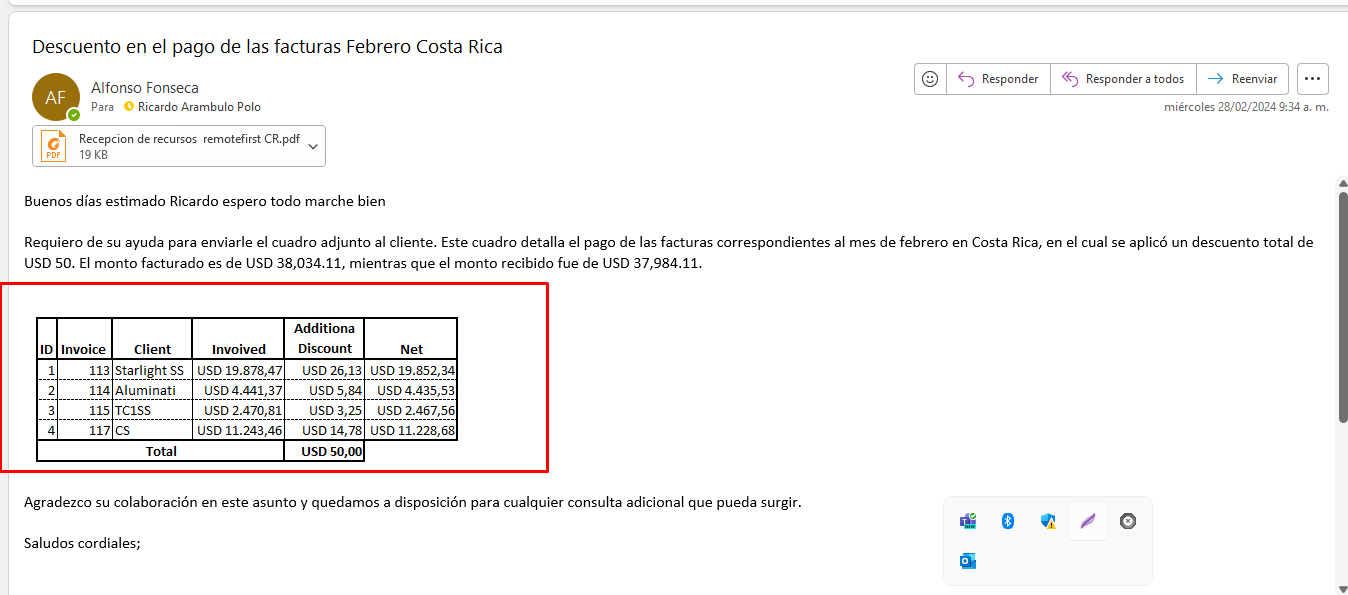 Descuento en el pago de las facturas Febrero Costa Rica
AF
Alfonso Fonseca
Para Ricardo Arambulo Polo
Responder
Responder a todos
Reenviar
miércoles 28/02/2024 9:34 a. m.
PDF
Recepcion de recursos remotefirst CR.pdf
19 KB
Buenos días estimado Ricardo espero todo marche bien
Requiero de su ayuda para enviarle el cuadro adjunto al cliente. Este cuadro detalla el pago de las facturas correspondientes al mes de febrero en Costa Rica, en el cual se aplicó un descuento total de
USD 50. El monto facturado es de USD 38,034.11, mientras que el monto recibido fue de USD 37,984.11.
ID Invoice Client Invoived Additiona Discount Net
1 113 Starlight SS USD 19.878,47 USD 26,13 USD 19.852,34
2 114 Aluminati USD 4.441,37 USD 5,84 USD 4.435,53
3 115 TC1SS USD 2.470,81 USD 3,25 USD 2.467,56
4 117 CS USD 11.243,46 USD 14,78 USD 11.228,68
Total USD 50,00
Agradezco su colaboración en este asunto y quedamos a disposición para cualquier consulta adicional que pueda surgir.
Saludos cordiales;